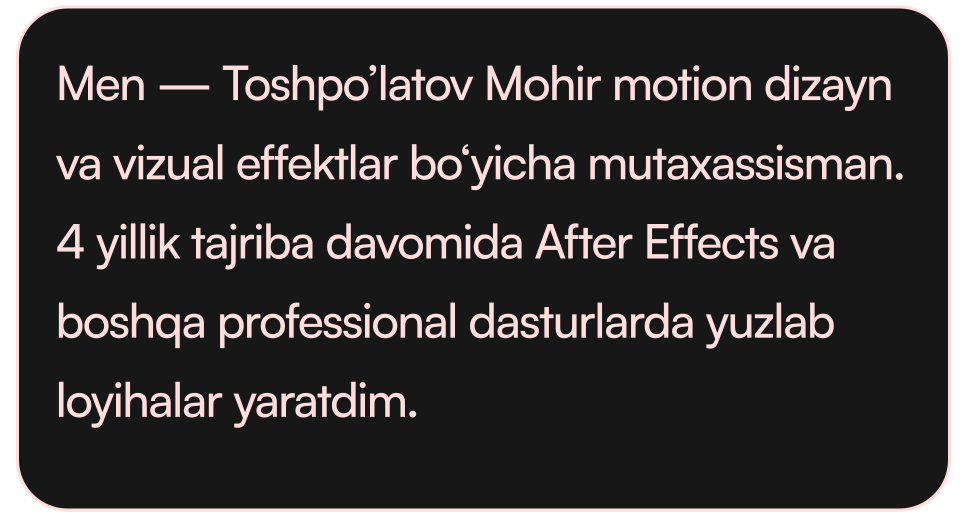 Men — Toshpo’latov Mohir motion dizayn
va vizual effektlar bo‘yicha mutaxassisman.
4 yillik tajriba davomida After Effects va
boshqa professional dasturlarda yuzlab
loyihalar yaratdim.